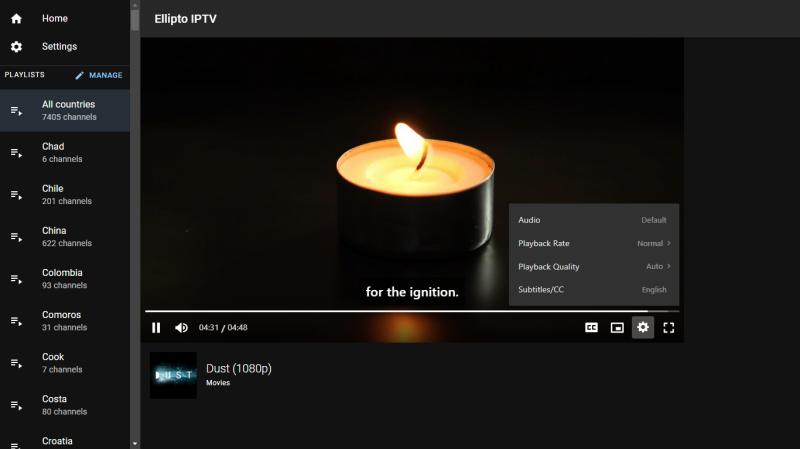 Home
Ellipto IPTV
Settings
PLAYLISTS
MANAGE
All countries
7405 channels
Chad
6 channels
Chile
201 channels
China
622 channels
Colombia
93 channels
Comoros
31 channels
Cook
7 channels
Costa
80 channels
Croatia
Audio Default
Playback Rate Normal
Playback Quality Auto
Subtitles/CC English
for the ignition.
04:31 / 04:48
CC
DUST
Dust (1080p)
Movies